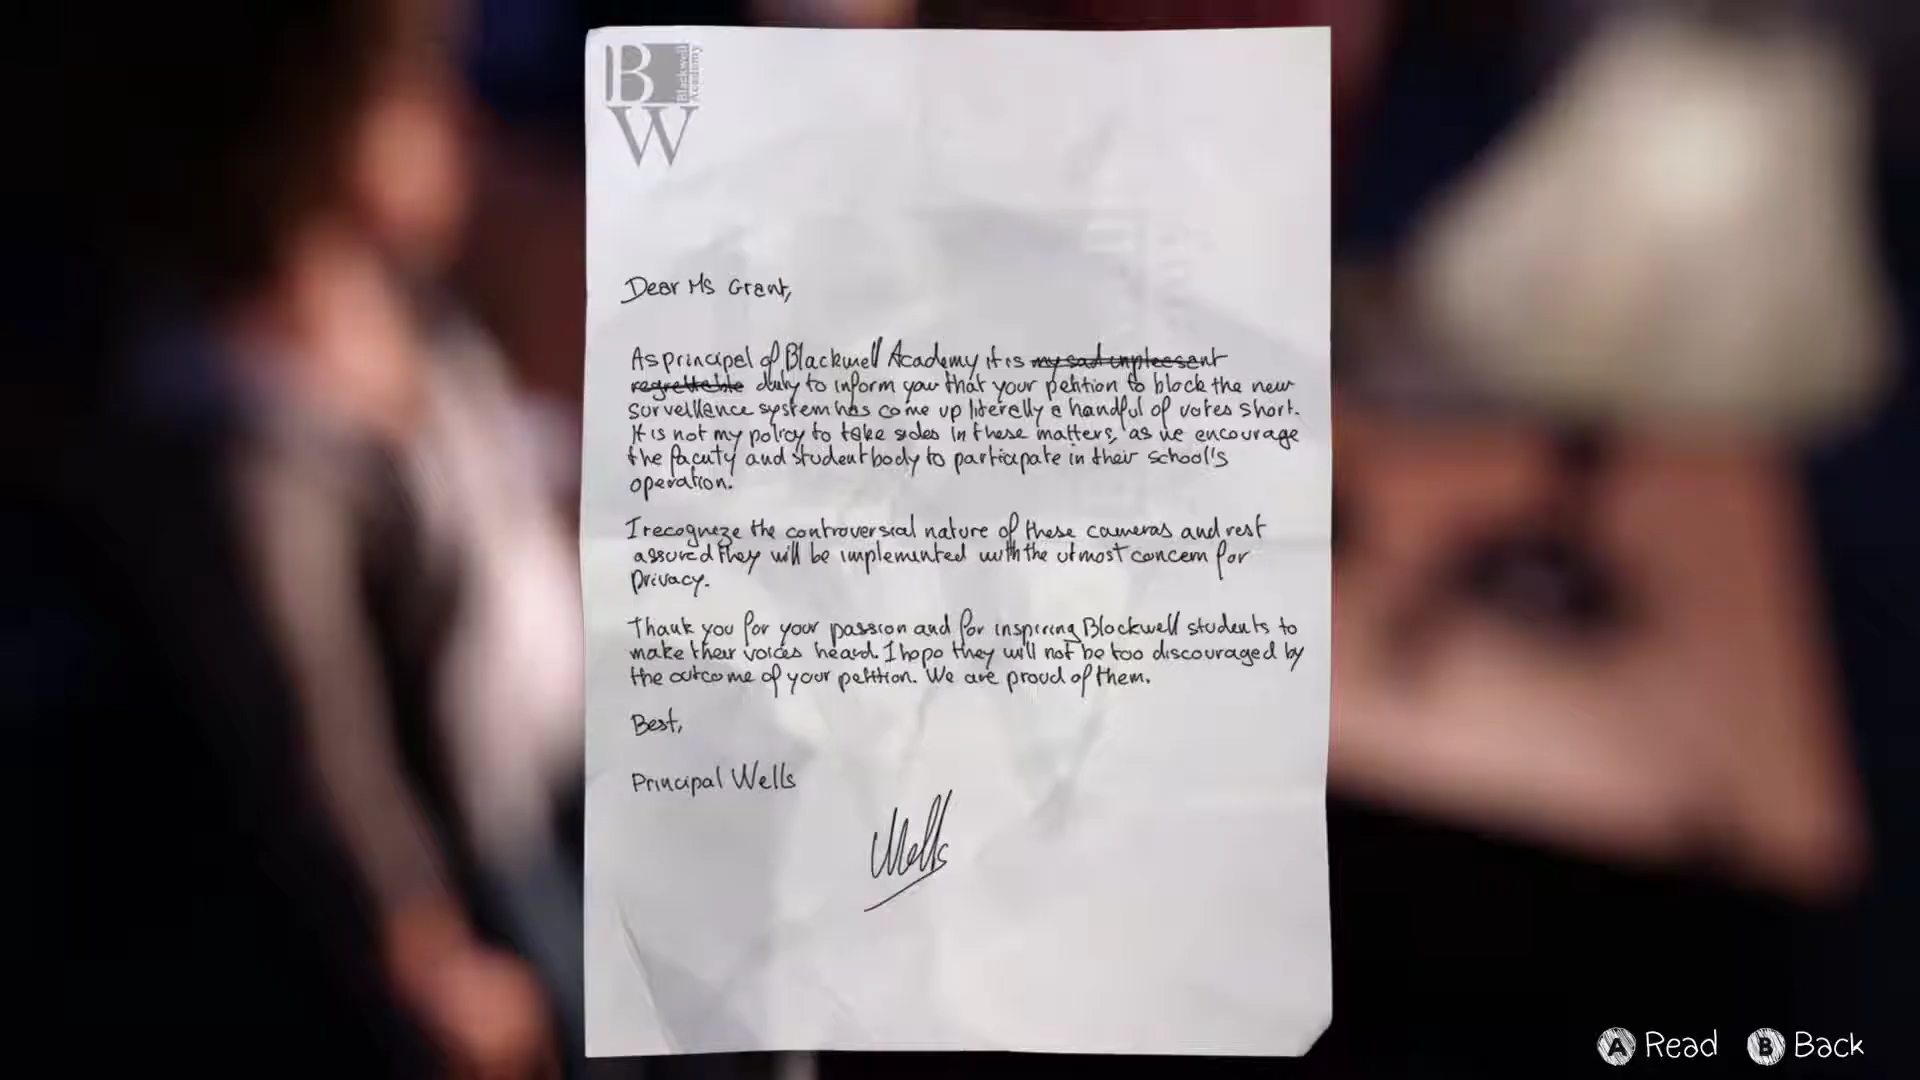 B Blackwell Academy
W
Dear Ms Grant,
As principal of Blackwell Academy it is my sad unpleasant
regrettable duty to inform you that your petition to block the new
surveillance system has come up literally a handful of votes short.
It is not my policy to take sides in these matters, as we encourage
the facuty and student body to participate in their school's
operation.
I recogneze the controversial nature of these cameras and rest
assured they will be implemented with the utmost concern for
privacy.
Thank you for your passion and for inspiring Blackwell students to
make their voices heard. I hope they will not be too discouraged by
the outcome of your petition. We are proud of them.
Best,
Principal Wells
Wells
A Read B Back